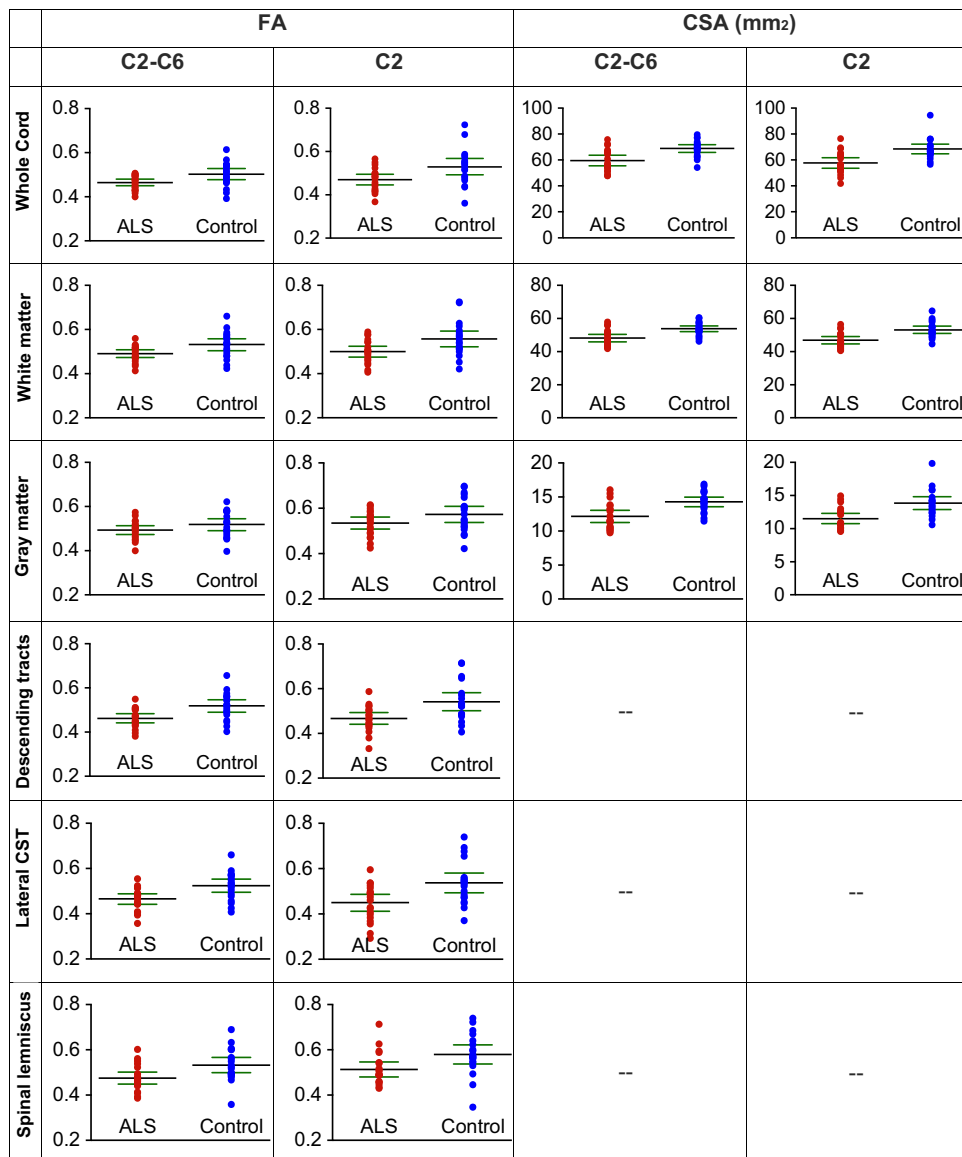 FA CSA (mm2)
C2-C6 C2 C2-C6 C2
Whole Cord
0.8 0.8 100 100
80 80
0.6 0.6
60 60
0.4 0.4 40 40
20 20
ALS Control ALS Control ALS Control ALS Control
0.2 0.2 0 0
White matter
0.8 0.8 80 80
0.6 0.6 60 60
0.4 0.4 40 40
20 20
ALS Control ALS Control ALS Control ALS Control
0.2 0.2 0 0
Gray matter
0.8 0.8 20 20
0.6 0.6 15 15
10 10
0.4 0.4
5 5
ALS Control ALS Control ALS Control ALS Control
0.2 0.2 0 0
Descending tracts
0.8 0.8
0.6 0.6
-- --
0.4 0.4
ALS Control ALS Control
0.2 0.2
Lateral CST
0.8 0.8
0.6 0.6
-- --
0.4 0.4
ALS Control ALS Control
0.2 0.2
Spinal lemniscus
0.8 0.8
0.6 0.6
-- --
0.4 0.4
ALS Control ALS Control
0.2 0.2